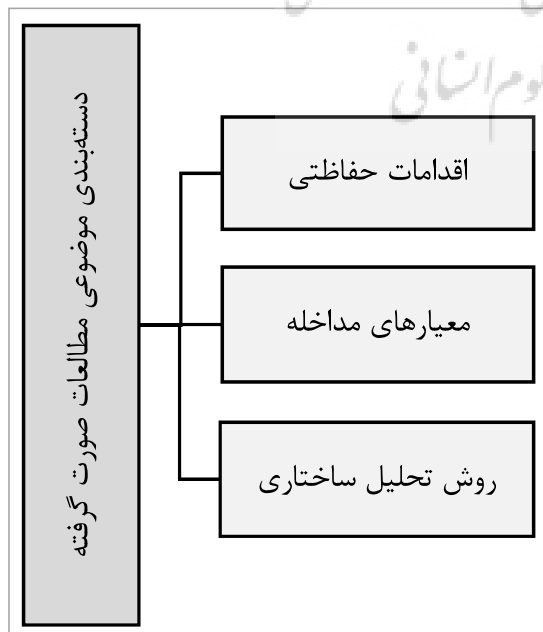 دسته‌بندی موضوعی مطالعات صورت گرفته
اقدامات حفاظتی
معیارهای مداخله
روش تحلیل ساختاری